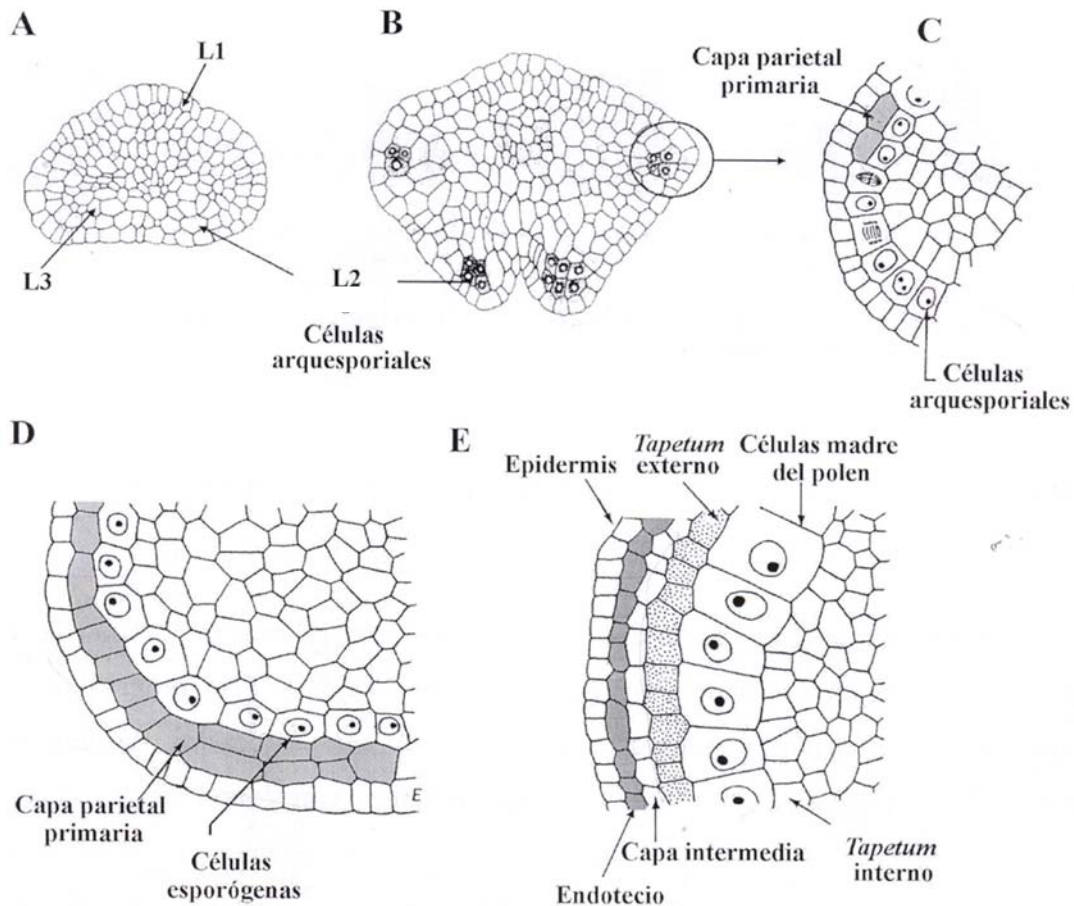 A
L1
L3
B
L2
Células
arquesporiales
C
Capa parietal
primaria
Células
arquesporiales
D
Capa parietal
primaria
Células
esporógenas
E
E
Epidermis
Tapetum
externo
Células madre
del polen
Capa intermedia
Endotecio
Tapetum
interno